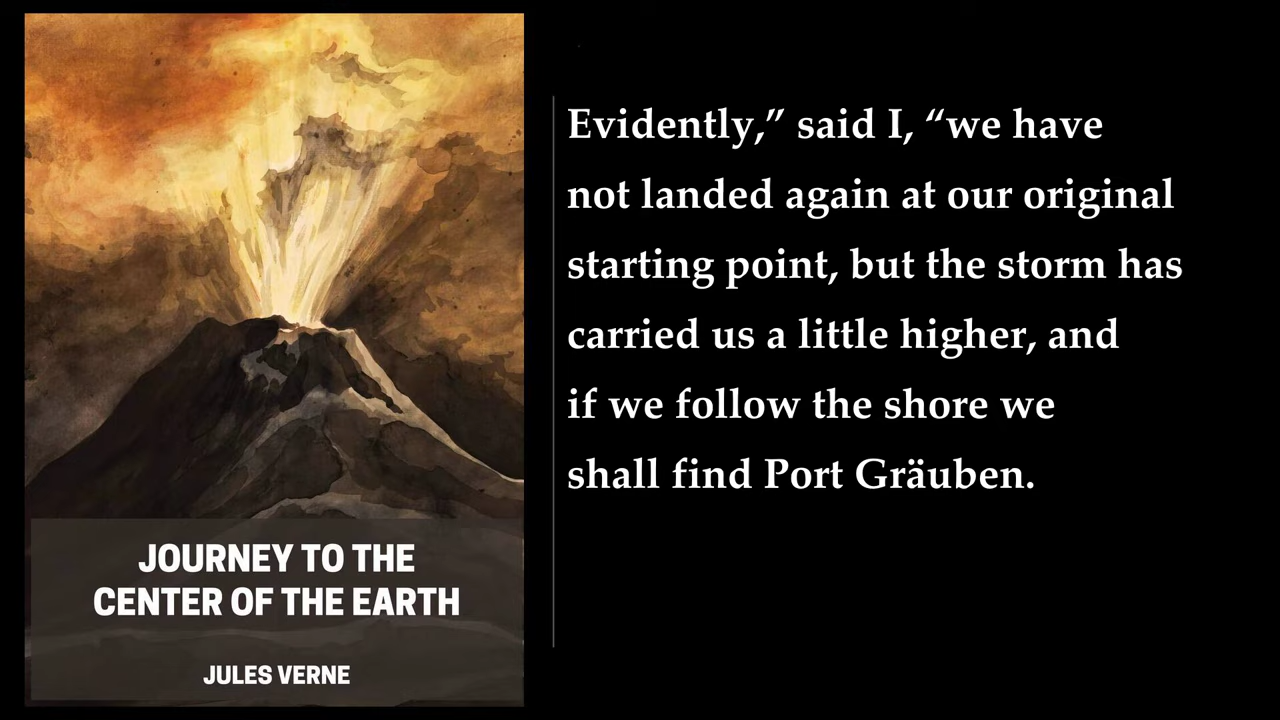 Evidently,” said I, “we have
not landed again at our original
starting point, but the storm has
carried us a little higher, and
if we follow the shore we
shall find Port Gräuben.
JOURNEY TO THE
CENTER OF THE EARTH
JULES VERNE